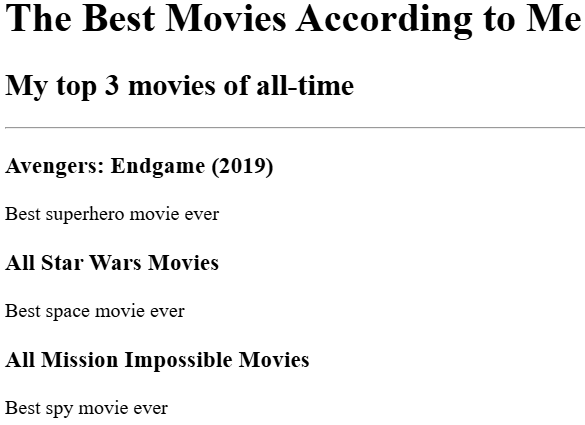 The Best Movies According to Me
My top 3 movies of all-time
Avengers: Endgame (2019)
Best superhero movie ever
All Star Wars Movies
Best space movie ever
All Mission Impossible Movies
Best spy movie ever